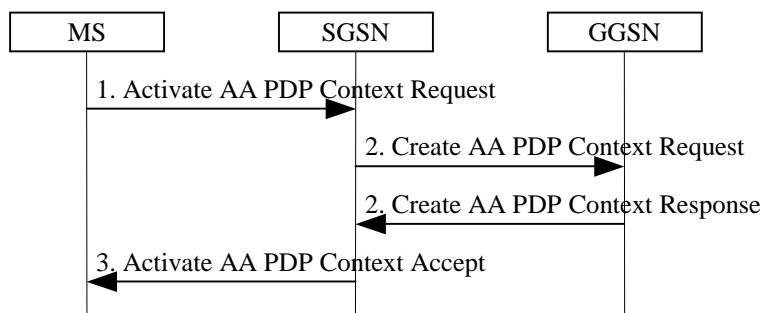 MS SGSN GGSN
1. Activate AA PDP Context Request
2. Create AA PDP Context Request
2. Create AA PDP Context Response
3. Activate AA PDP Context Accept